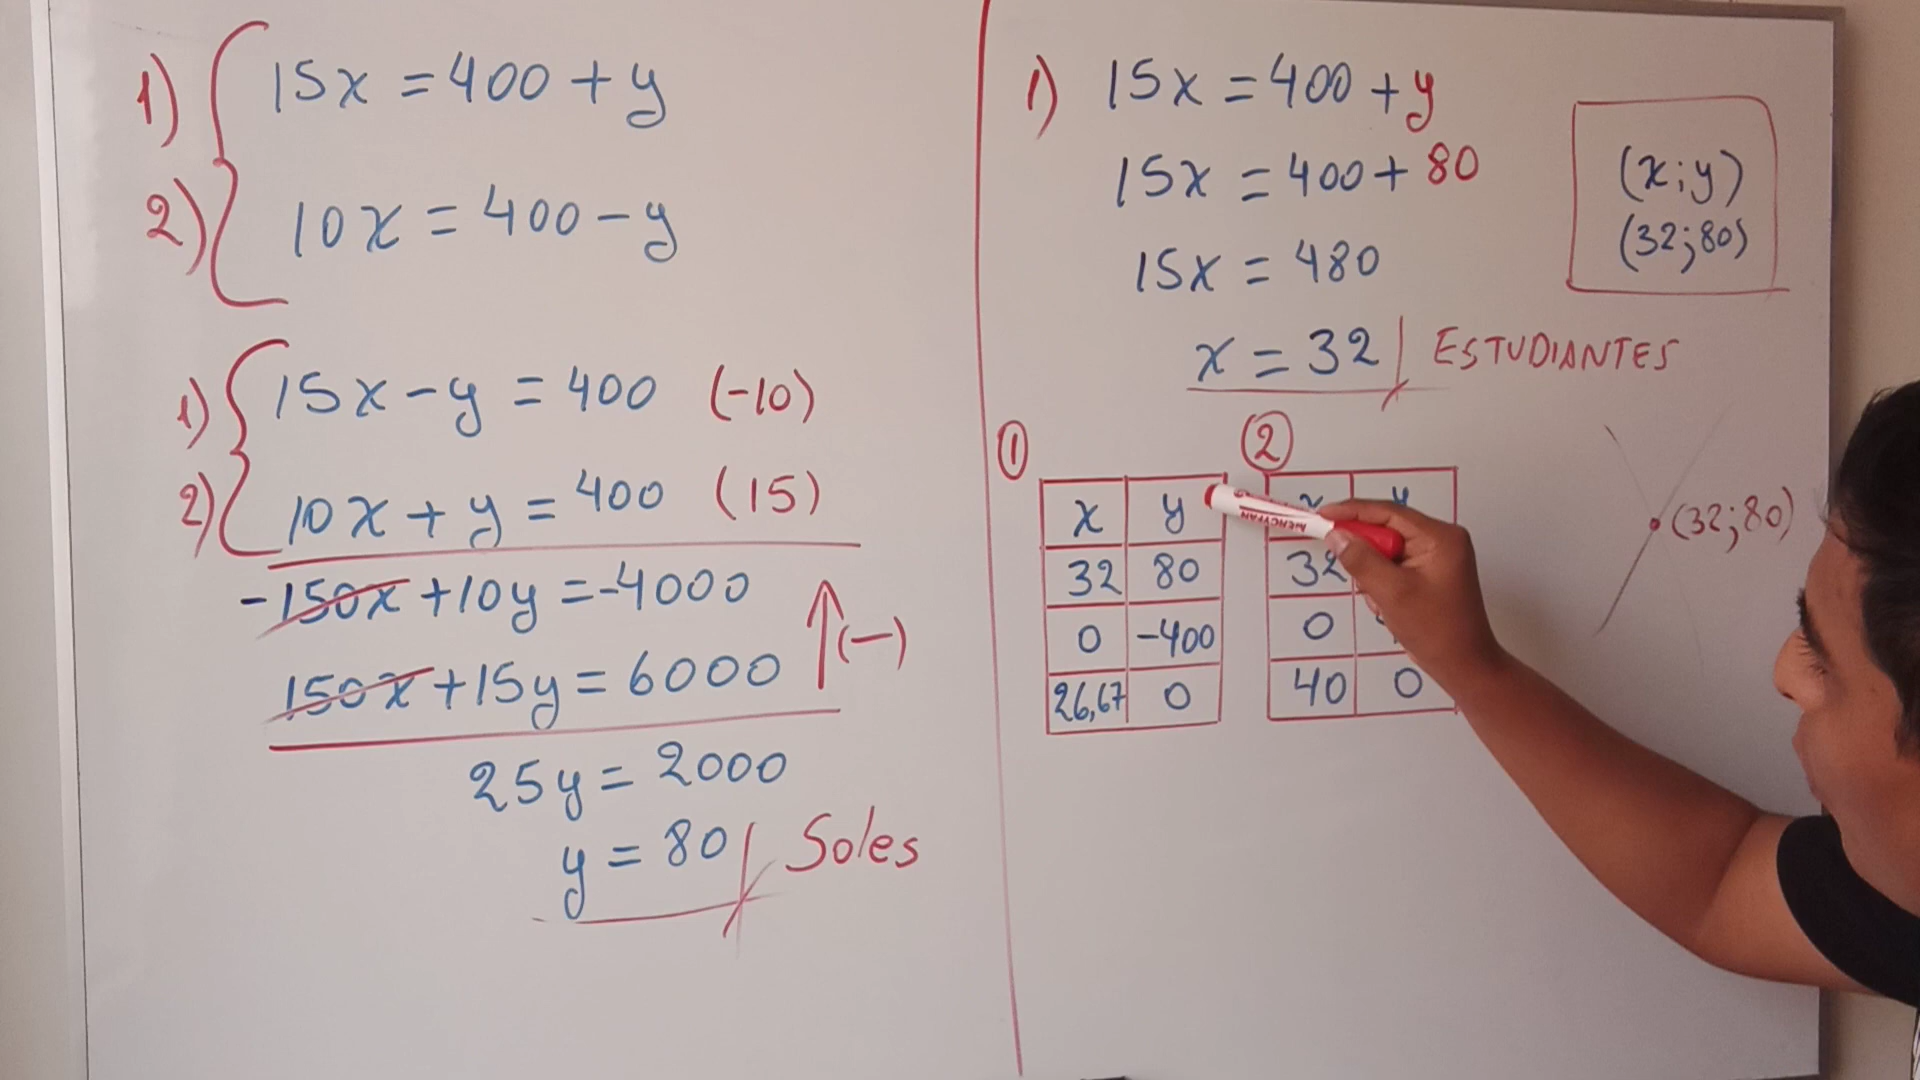 1) 15x = 400 + y
2) 10x = 400 - y
1) 15x - y = 400 (-10)
2) 10x + y = 400 (15)
-150x + 10y = -4000
150x + 15y = 6000
(-)
25y = 2000
y = 80 Soles
1) 15x = 400 + y
15x = 400 + 80
15x = 480
x = 32 ESTUDIANTES
(x;y)
(32;80)
①
x y
32 80
0 -400
26,67 0
②
x y
32
0
40 0
(32;80)